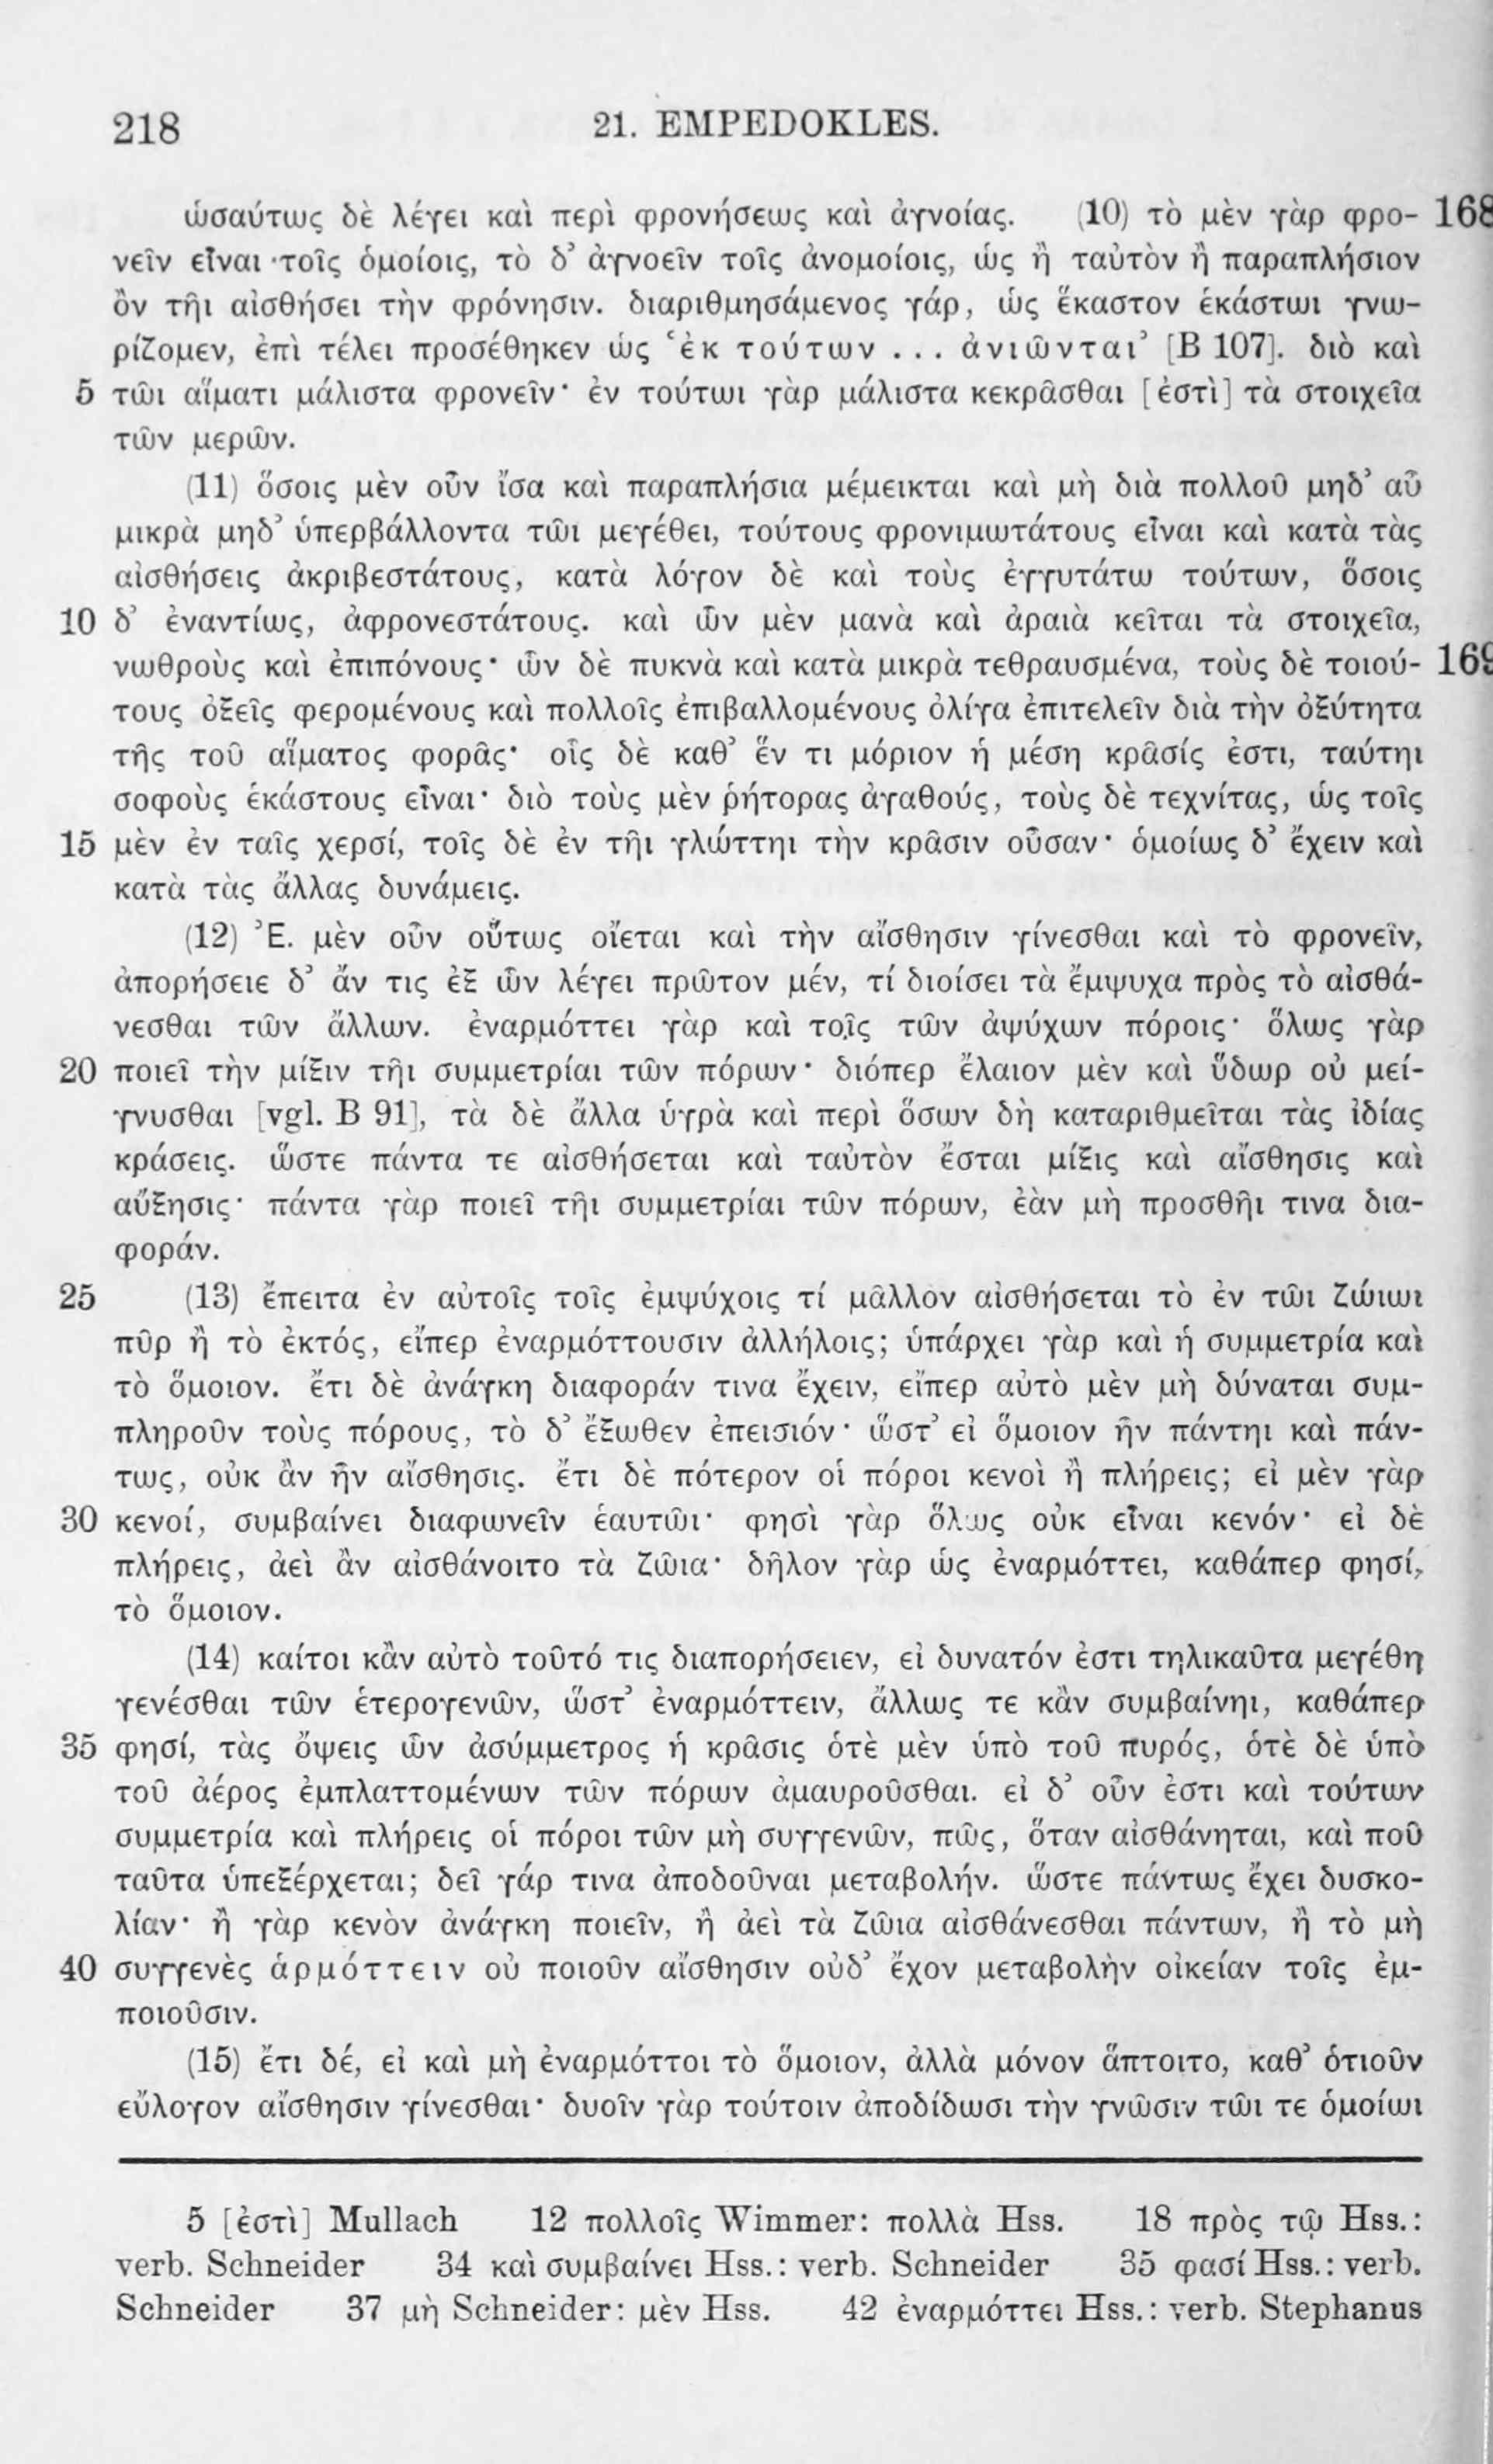 218
21. EMPEDOKLES.
ὡσαύτως δὲ λέγει καὶ περὶ φρονήσεως καὶ ἀγνοίας. (10) τὸ μὲν γὰρ φρο- 168
νεῖν εἶναι τοῖς ὁμοίοις, τὸ δ’ ἀγνοεῖν τοῖς ἀνομοίοις, ὡς ἢ ταὐτὸν ἢ παραπλήσιον
ὂν τῆι αἰσθήσει τὴν φρόνησιν. διαριθμησάμενος γάρ, ὡς ἕκαστον ἑκάστωι γνω-
ρίζομεν, ἐπὶ τέλει προσέθηκεν ὡς ‘ἐκ τούτων ... ἀνιῶνται’ [B 107]. διὸ καὶ
5 τῶι αἵματι μάλιστα φρονεῖν· ἐν τούτωι γὰρ μάλιστα κεκρᾶσθαι [ἐστὶ] τὰ στοιχεῖα
τῶν μερῶν.
(11) ὅσοις μὲν οὖν ἴσα καὶ παραπλήσια μέμεικται καὶ μὴ διὰ πολλοῦ μηδ’ αὖ
μικρὰ μηδ’ ὑπερβάλλοντα τῶι μεγέθει, τούτους φρονιμωτάτους εἶναι καὶ κατὰ τὰς
αἰσθήσεις ἀκριβεστάτους, κατὰ λόγον δὲ καὶ τοὺς ἐγγυτάτω τούτων, ὅσοις
10 δ’ ἐναντίως, ἀφρονεστάτους. καὶ ὧν μὲν μανὰ καὶ ἀραιὰ κεῖται τὰ στοιχεῖα,
νωθροὺς καὶ ἐπιπόνους· ὧν δὲ πυκνὰ καὶ κατὰ μικρὰ τεθραυσμένα, τοὺς δὲ τοιού- 169
τους ὀξεῖς φερομένους καὶ πολλοῖς ἐπιβαλλομένους ὀλίγα ἐπιτελεῖν διὰ τὴν ὀξύτητα
τῆς τοῦ αἵματος φορᾶς· οἷς δὲ καθ’ ἕν τι μόριον ἡ μέση κρᾶσίς ἐστι, ταύτηι
σοφοὺς ἑκάστους εἶναι· διὸ τοὺς μὲν ῥήτορας ἀγαθούς, τοὺς δὲ τεχνίτας, ὡς τοῖς
15 μὲν ἐν ταῖς χερσί, τοῖς δὲ ἐν τῆι γλώττηι τὴν κρᾶσιν οὖσαν· ὁμοίως δ’ ἔχειν καὶ
κατὰ τὰς ἄλλας δυνάμεις.
(12) Ἐ. μὲν οὖν οὕτως οἴεται καὶ τὴν αἴσθησιν γίνεσθαι καὶ τὸ φρονεῖν,
ἀπορήσειε δ’ ἄν τις ἐξ ὧν λέγει πρῶτον μέν, τί διοίσει τὰ ἔμψυχα πρὸς τὸ αἰσθά-
νεσθαι τῶν ἄλλων. ἐναρμόττει γὰρ καὶ τοῖς τῶν ἀψύχων πόροις· ὅλως γὰρ
20 ποιεῖ τὴν μίξιν τῆι συμμετρίαι τῶν πόρων· διόπερ ἔλαιον μὲν καὶ ὕδωρ οὐ μεί-
γνυσθαι [vgl. B 91], τὰ δὲ ἄλλα ὑγρὰ καὶ περὶ ὅσων δὴ καταριθμεῖται τὰς ἰδίας
κράσεις. ὥστε πάντα τε αἰσθήσεται καὶ ταὐτὸν ἔσται μίξις καὶ αἴσθησις καὶ
αὔξησις· πάντα γὰρ ποιεῖ τῆι συμμετρίαι τῶν πόρων, ἐὰν μὴ προσθῆι τινα δια-
φοράν.
25 (13) ἔπειτα ἐν αὐτοῖς τοῖς ἐμψύχοις τί μᾶλλον αἰσθήσεται τὸ ἐν τῶι ζώιωι
πῦρ ἢ τὸ ἐκτός, εἴπερ ἐναρμόττουσιν ἀλλήλοις; ὑπάρχει γὰρ καὶ ἡ συμμετρία καὶ
τὸ ὅμοιον. ἔτι δὲ ἀνάγκη διαφοράν τινα ἔχειν, εἴπερ αὐτὸ μὲν μὴ δύναται συμ-
πληροῦν τοὺς πόρους, τὸ δ’ ἔξωθεν ἐπεισιόν· ὥστ’ εἰ ὅμοιον ἦν πάντηι καὶ πάν-
τως, οὐκ ἂν ἦν αἴσθησις. ἔτι δὲ πότερον οἱ πόροι κενοὶ ἢ πλήρεις; εἰ μὲν γὰρ
30 κενοί, συμβαίνει διαφωνεῖν ἑαυτῶι· φησὶ γὰρ ὅλως οὐκ εἶναι κενόν· εἰ δὲ
πλήρεις, ἀεὶ ἂν αἰσθάνοιτο τὰ ζῶια· δῆλον γὰρ ὡς ἐναρμόττει, καθάπερ φησί,
τὸ ὅμοιον.
(14) καίτοι κἂν αὐτὸ τοῦτό τις διαπορήσειεν, εἰ δυνατόν ἐστι τηλικαῦτα μεγέθη
γενέσθαι τῶν ἑτερογενῶν, ὥστ’ ἐναρμόττειν, ἄλλως τε κἂν συμβαίνηι, καθάπερ
35 φησί, τὰς ὄψεις ὧν ἀσύμμετρος ἡ κρᾶσις ὁτὲ μὲν ὑπὸ τοῦ πυρός, ὁτὲ δὲ ὑπὸ
τοῦ ἀέρος ἐμπλαττομένων τῶν πόρων ἀμαυροῦσθαι. εἰ δ’ οὖν ἐστι καὶ τούτων
συμμετρία καὶ πλήρεις οἱ πόροι τῶν μὴ συγγενῶν, πῶς, ὅταν αἰσθάνηται, καὶ ποῦ
ταῦτα ὑπεξέρχεται; δεῖ γάρ τινα ἀποδοῦναι μεταβολήν. ὥστε πάντως ἔχει δυσκο-
λίαν· ἢ γὰρ κενὸν ἀνάγκη ποιεῖν, ἢ ἀεὶ τὰ ζῶια αἰσθάνεσθαι πάντων, ἢ τὸ μὴ
40 συγγενὲς ἁρμόττειν οὐ ποιοῦν αἴσθησιν οὐδ’ ἔχον μεταβολὴν οἰκείαν τοῖς ἐμ-
ποιοῦσιν.
(15) ἔτι δέ, εἰ καὶ μὴ ἐναρμόττοι τὸ ὅμοιον, ἀλλὰ μόνον ἅπτοιτο, καθ’ ὁτιοῦν
εὔλογον αἴσθησιν γίνεσθαι· δυοῖν γὰρ τούτοιν ἀποδίδωσι τὴν γνῶσιν τῶι τε ὁμοίωι
5 [ἐστὶ] Mullach 12 πολλοῖς Wimmer: πολλὰ Hss. 18 πρὸς τῷ Hss.:
verb. Schneider 34 καὶ συμβαίνει Hss.: verb. Schneider 35 φασί Hss.: verb.
Schneider 37 μὴ Schneider: μὲν Hss. 42 ἐναρμόττει Hss.: verb. Stephanus